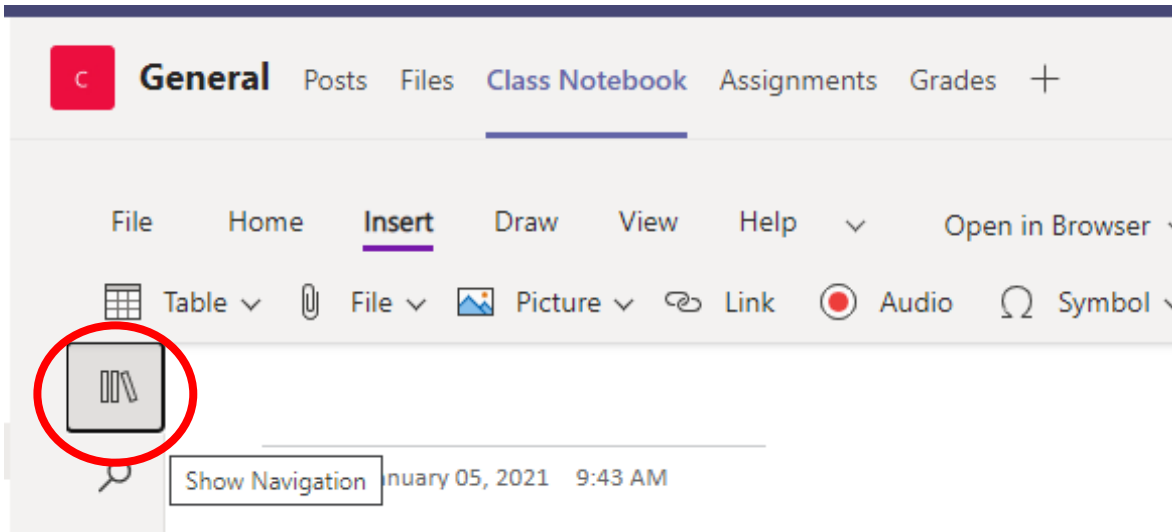 C General Posts Files Class Notebook Assignments Grades +
File Home Insert Draw View Help Open in Browser
Table File Picture Link Audio Symbol
Show Navigation nuary 05, 2021 9:43 AM